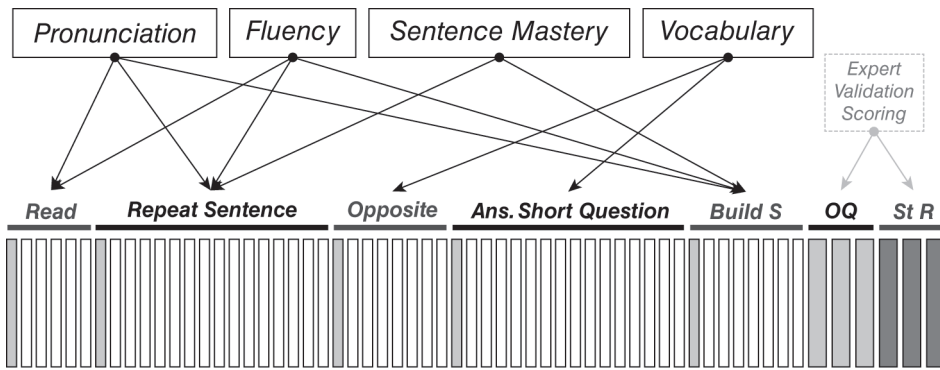 Pronunciation Fluency Sentence Mastery Vocabulary
Expert
Validation
Scoring
Read Repeat Sentence Opposite Ans. Short Question Build S OQ St R